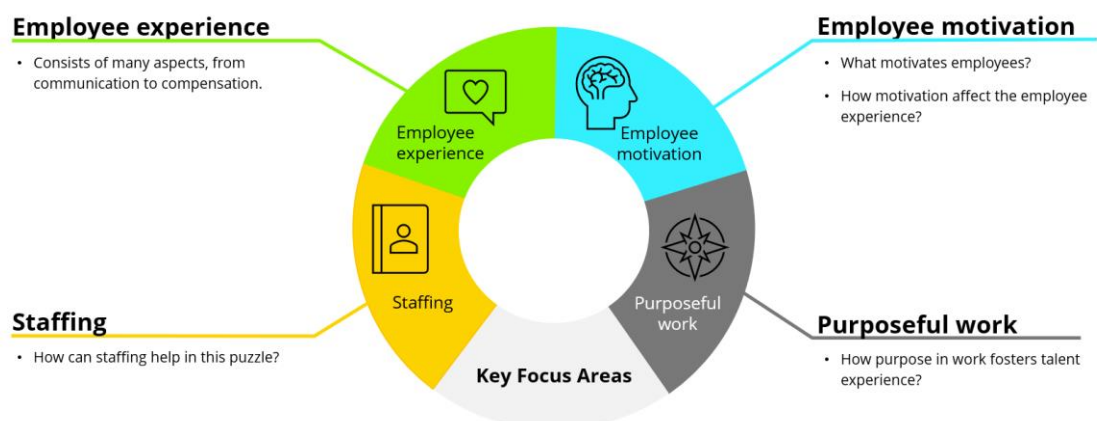 Employee experience
• Consists of many aspects, from
communication to compensation.
Employee motivation
• What motivates employees?
• How motivation affect the employee
experience?
Employee
experience
Employee
motivation
Staffing
Purposeful
work
Key Focus Areas
Staffing
• How can staffing help in this puzzle?
Purposeful work
• How purpose in work fosters talent
experience?